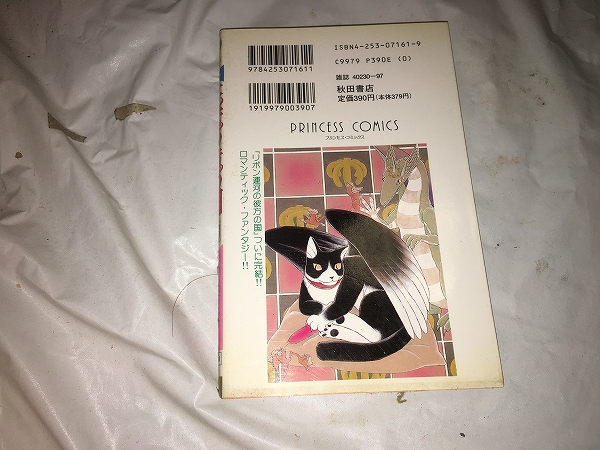 9784253071611
1919979003907
ISBN4-253-07161-9
C9979 P390E (0)
雑誌 40230-97
秋田書店
定価390円(本体379円)
PRINCESS COMICS
プリンセス・コミックス
『リボン運河の彼方の国』ついに完結!!
ロマンティック・ファンタジー!!